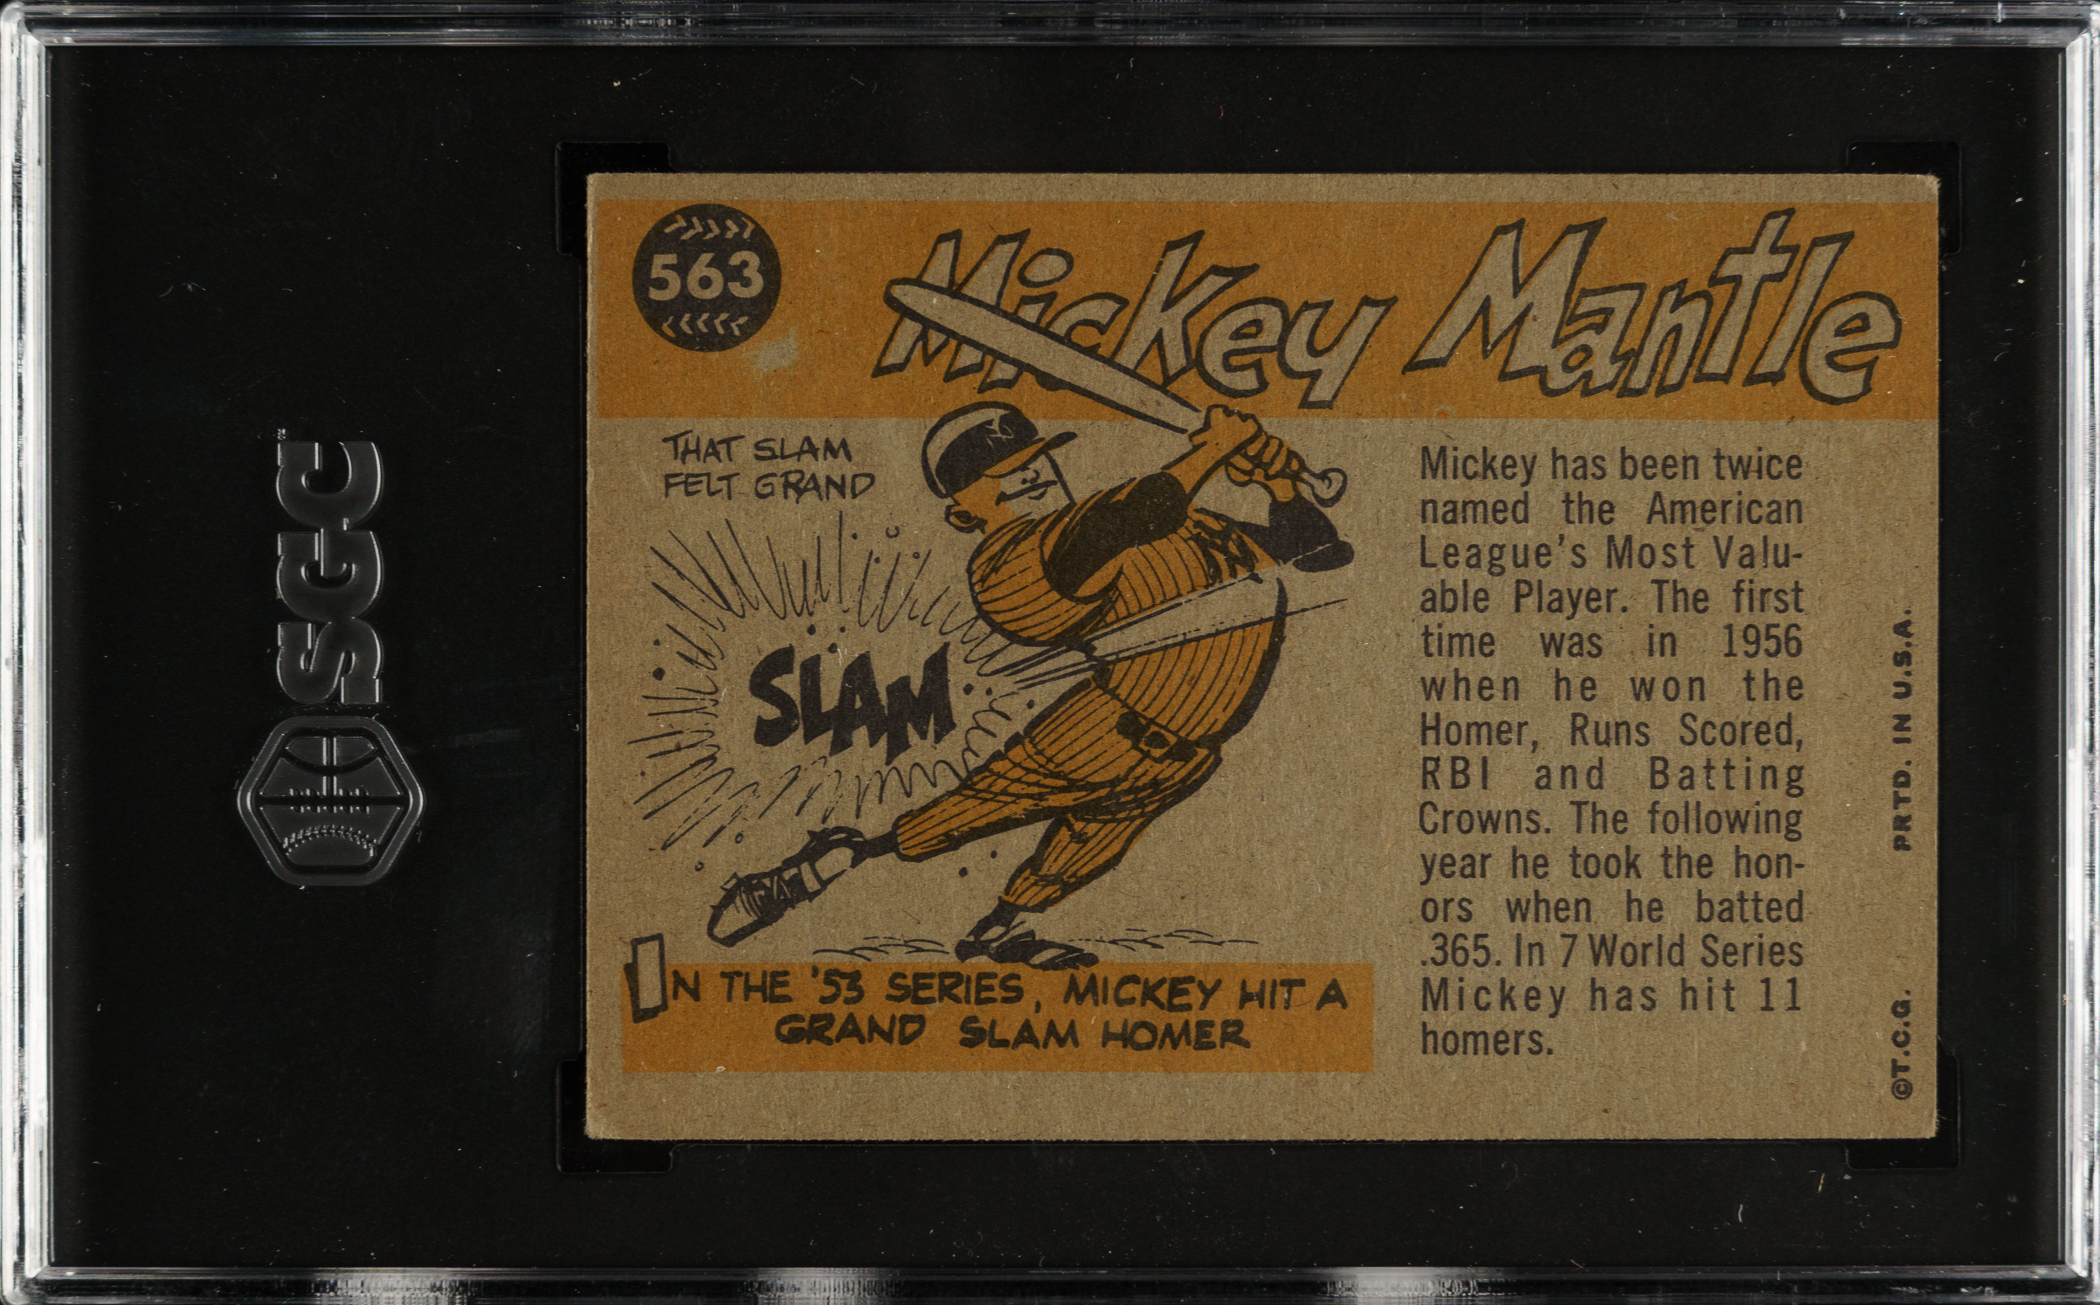 SGC
563
Mickey Mantle
THAT SLAM
FELT GRAND
SLAM
IN THE '53 SERIES, MICKEY HIT A
GRAND SLAM HOMER
Mickey has been twice
named the American
League's Most Valu-
able Player. The first
time was in 1956
when he won the
Homer, Runs Scored,
RBI and Batting
Crowns. The following
year he took the hon-
ors when he batted
.365. In 7 World Series
Mickey has hit 11
homers.
©T.C.G. PRTD. IN U.S.A.